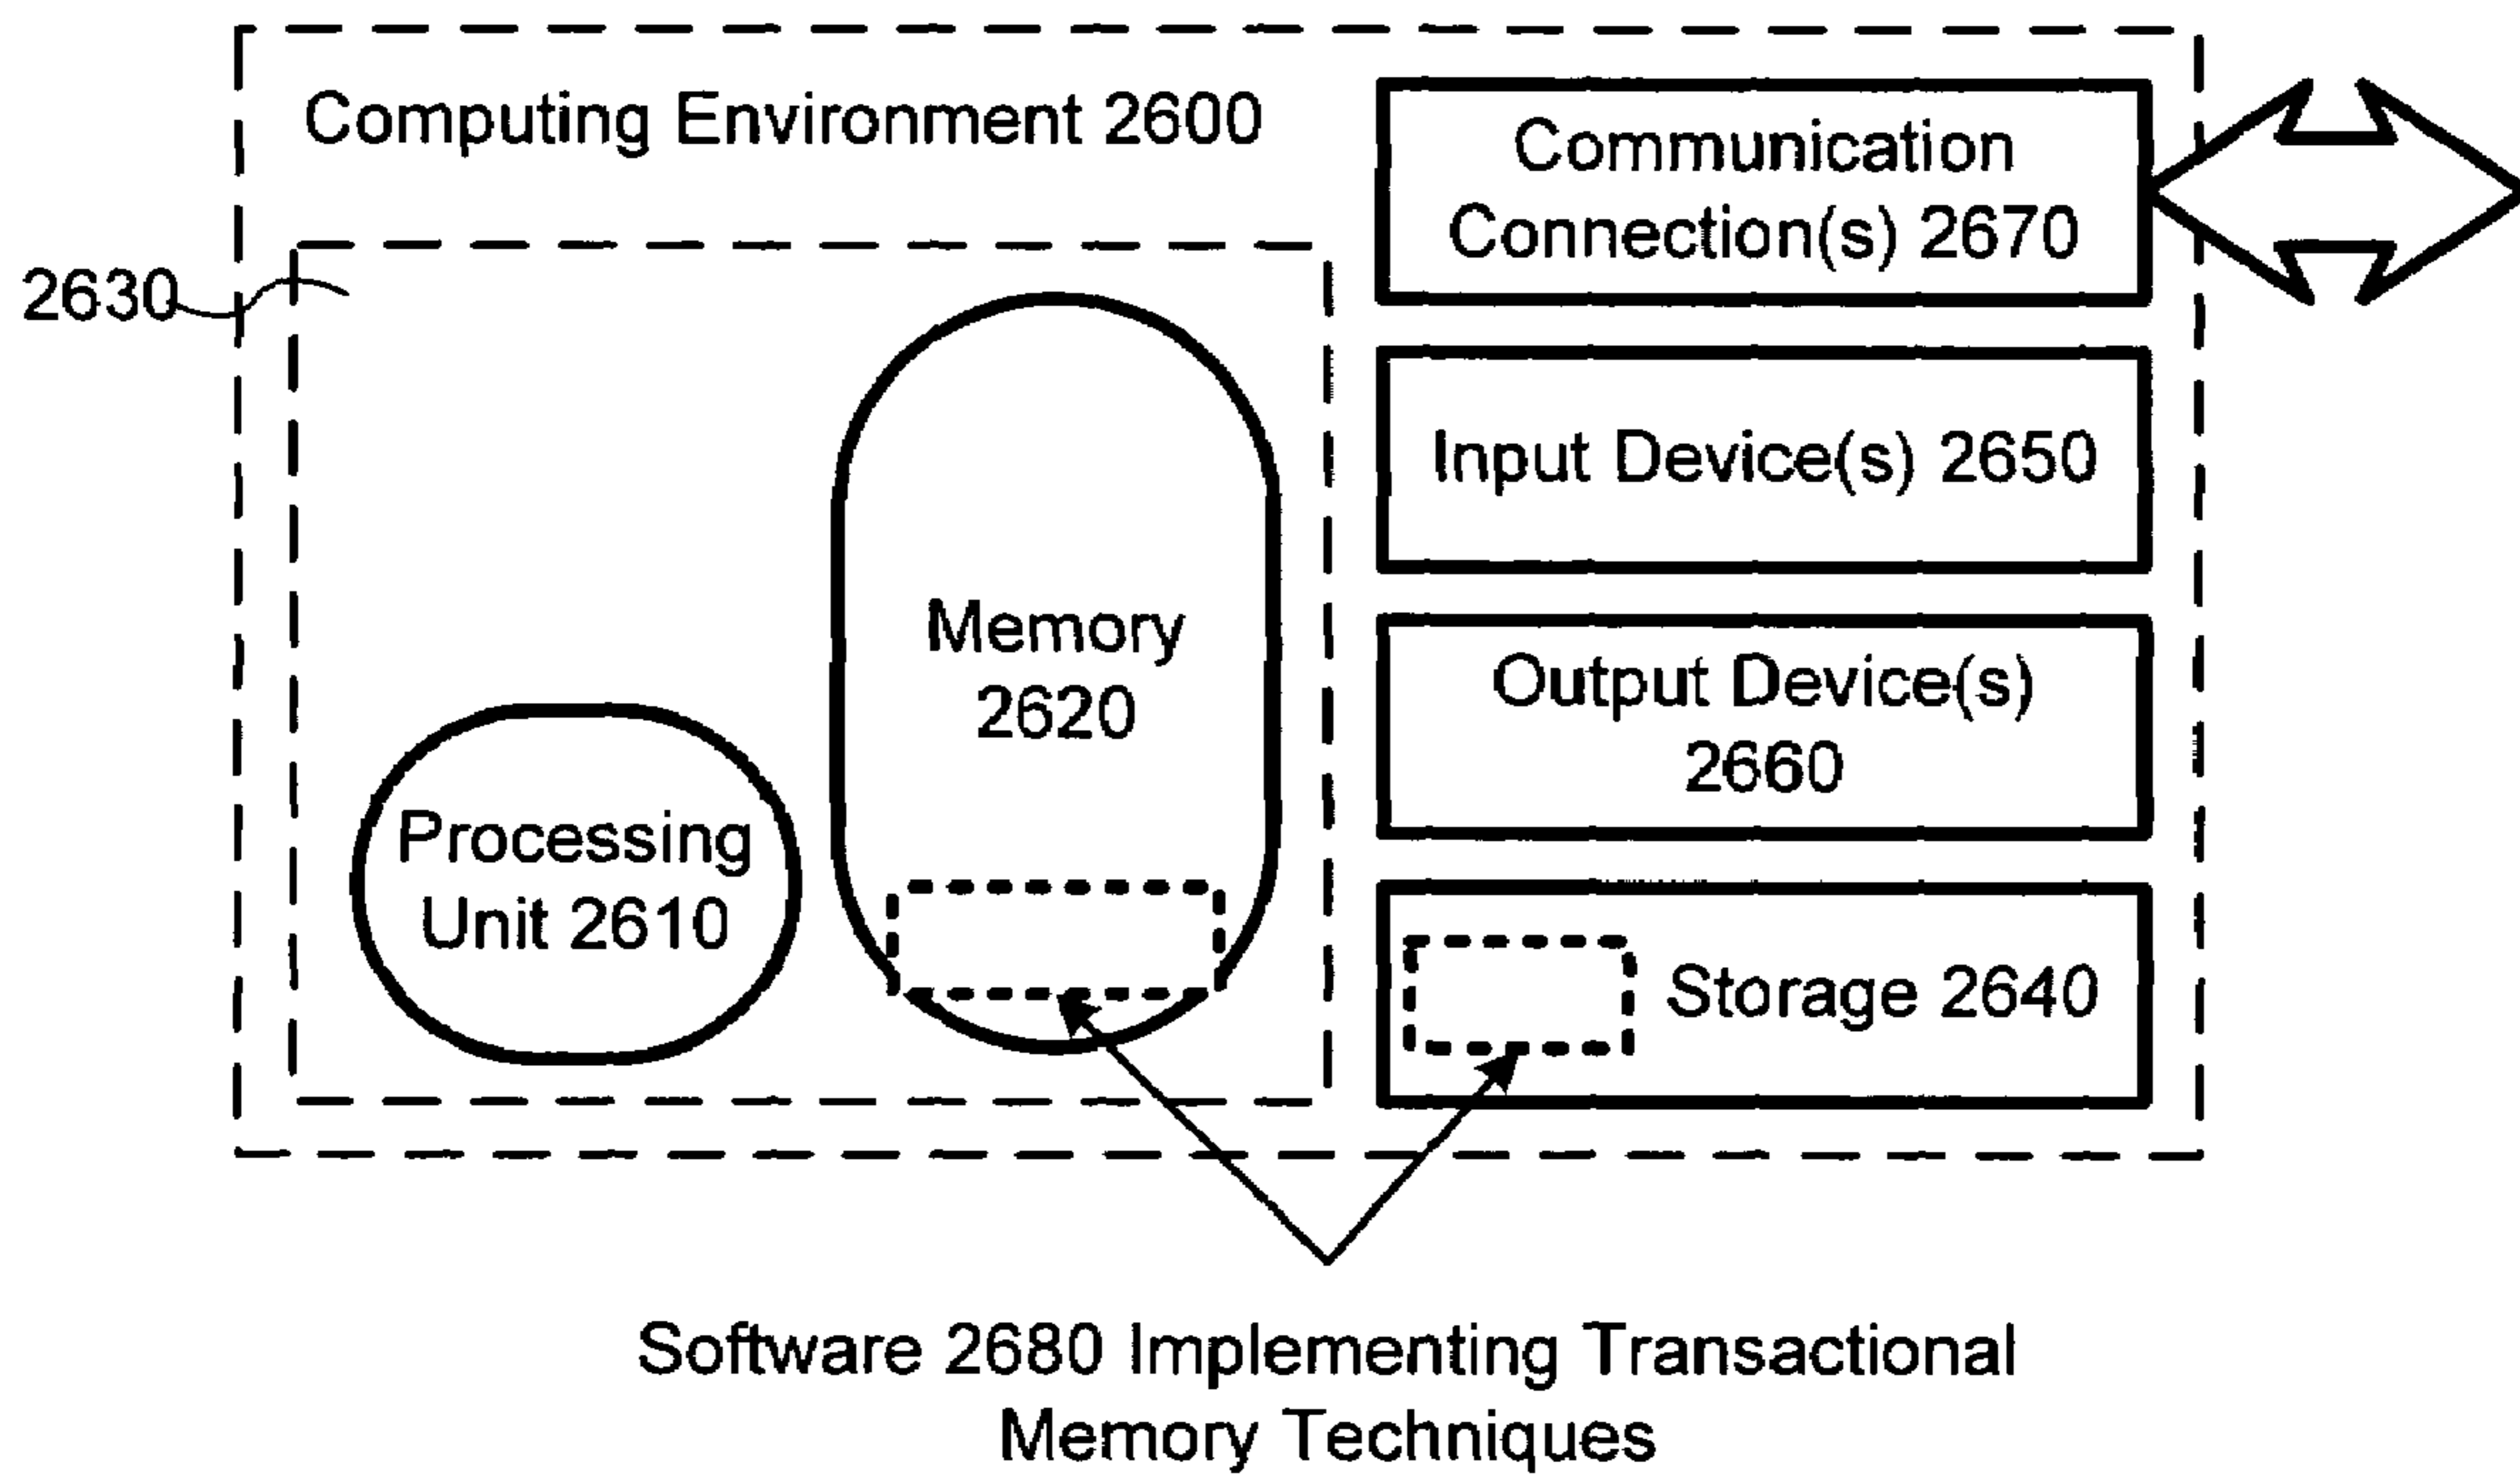 Computing Environment 2600
Communication
Connection(s) 2670
2630
Input Device(s) 2650
Memory
2620
Output Device(s)
2660
Processing
Unit 2610
Storage 2640
Software 2680 Implementing Transactional
Memory Techniques